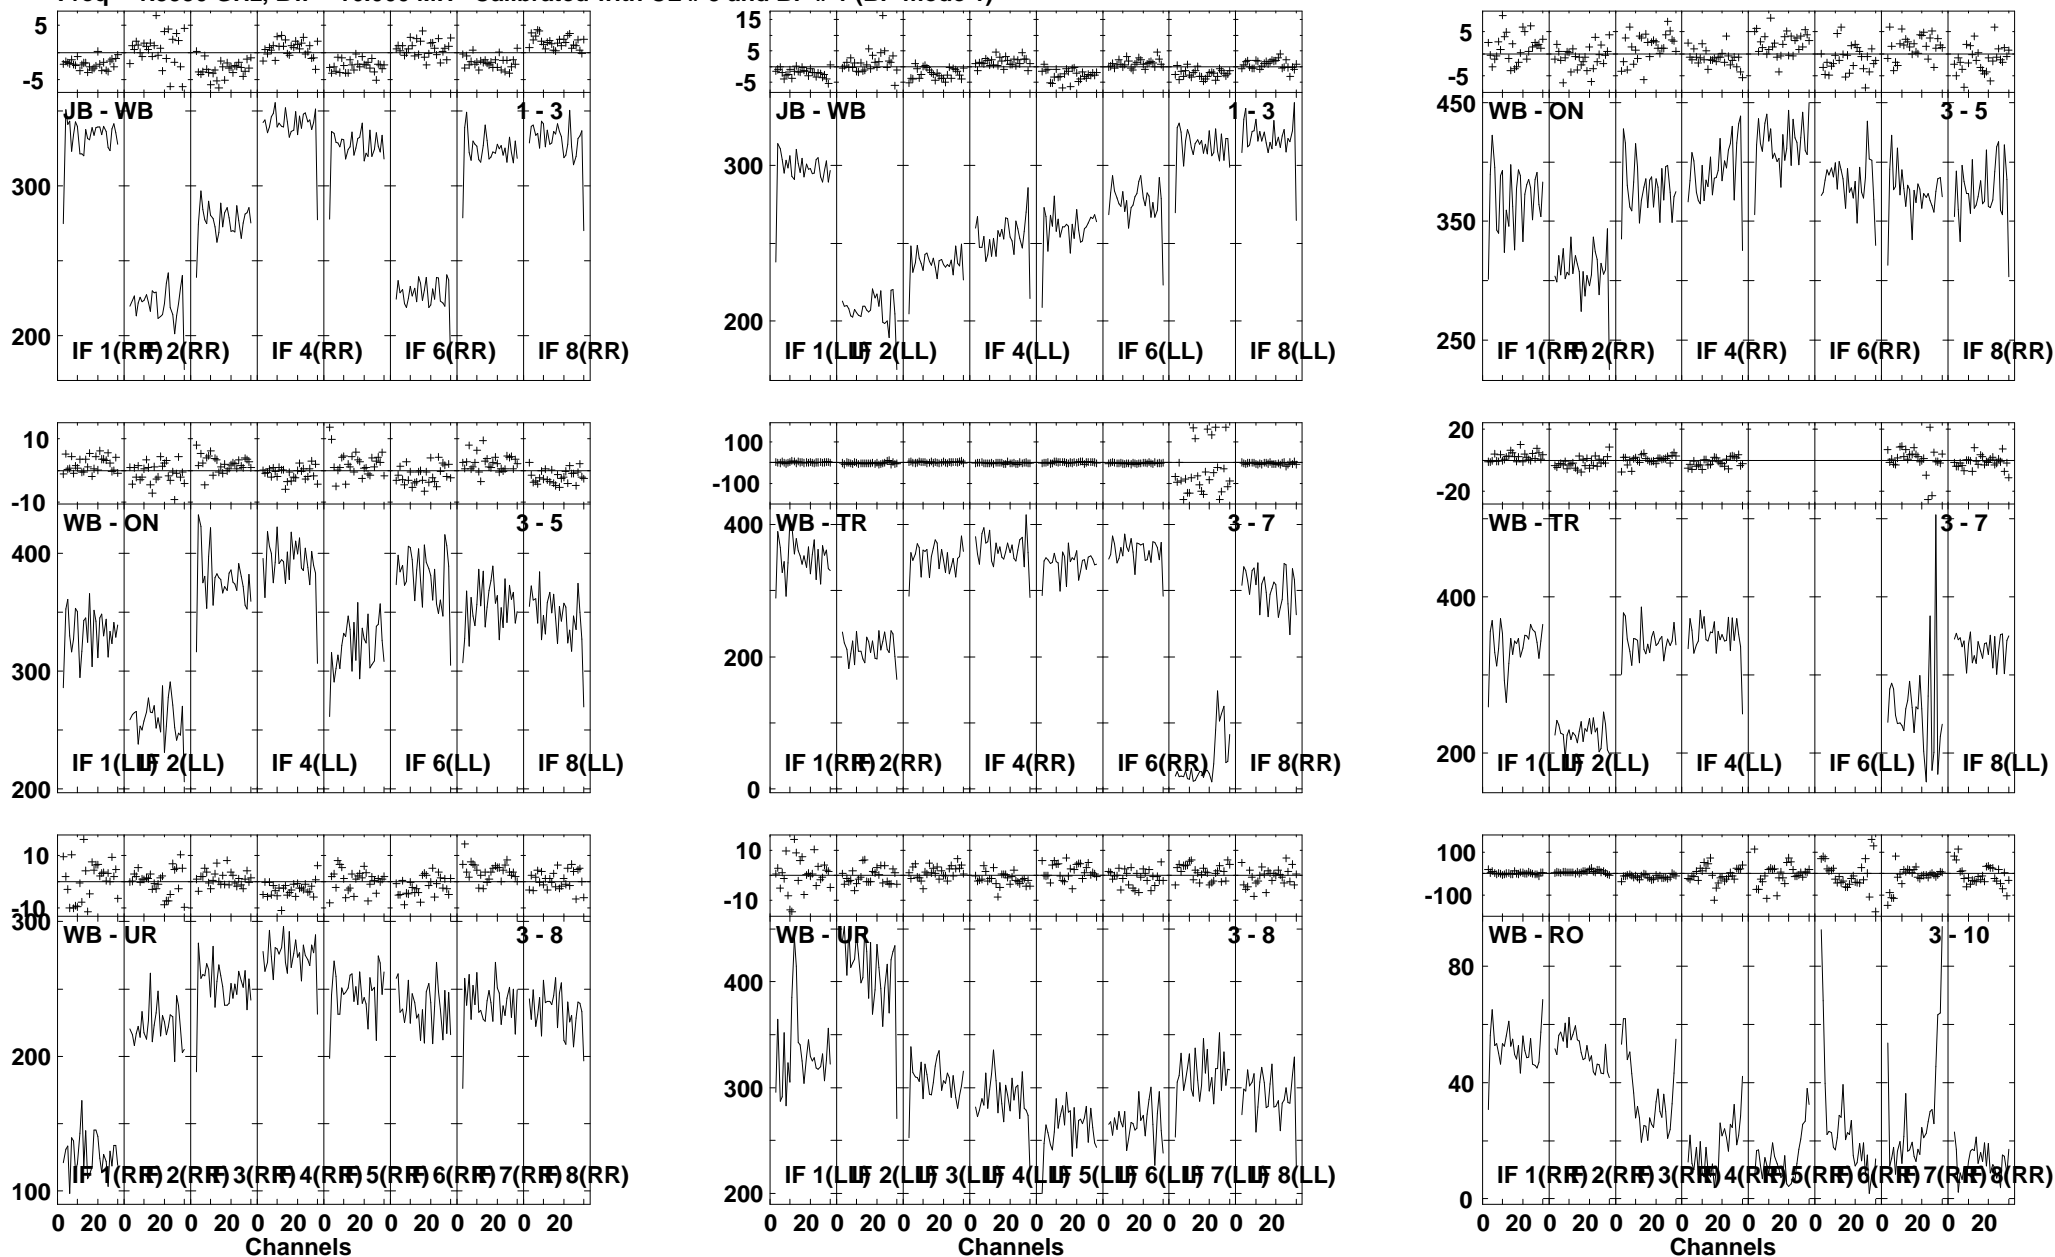 5
-5
JB - WB 1 - 3
300
200
IF 1(RR) IF 2(RR) IF 4(RR) IF 6(RR) IF 8(RR)
15
5
-5
JB - WB 1 - 3
300
200
IF 1(LL) IF 2(LL) IF 4(LL) IF 6(LL) IF 8(LL)
5
-5
450
WB - ON 3 - 5
350
250
IF 1(RR) IF 2(RR) IF 4(RR) IF 6(RR) IF 8(RR)
10
-10
WB - ON 3 - 5
400
300
200
IF 1(LL) IF 2(LL) IF 4(LL) IF 6(LL) IF 8(LL)
100
-100
WB - TR 3 - 7
400
200
0
IF 1(RR) IF 2(RR) IF 4(RR) IF 6(RR) IF 8(RR)
20
-20
WB - TR 3 - 7
400
200
IF 1(LL) IF 2(LL) IF 4(LL) IF 6(LL) IF 8(LL)
10
-10
300
WB - UR 3 - 8
200
100
IF 1(RR) IF 2(RR) IF 3(RR) IF 4(RR) IF 5(RR) IF 6(RR) IF 7(RR) IF 8(RR)
0 20 0 20 0 20 0 20 0 20 0 20 0 20 0 20
Channels
10
-10
WB - UR 3 - 8
400
300
200
IF 1(LL) IF 2(LL) IF 3(LL) IF 4(LL) IF 5(LL) IF 6(LL) IF 7(LL) IF 8(LL)
0 20 0 20 0 20 0 20 0 20 0 20 0 20 0 20
Channels
100
-100
WB - RO 3 - 10
80
40
0
IF 1(RR) IF 2(RR) IF 3(RR) IF 4(RR) IF 5(RR) IF 6(RR) IF 7(RR) IF 8(RR)
0 20 0 20 0 20 0 20 0 20 0 20 0 20 0 20
Channels